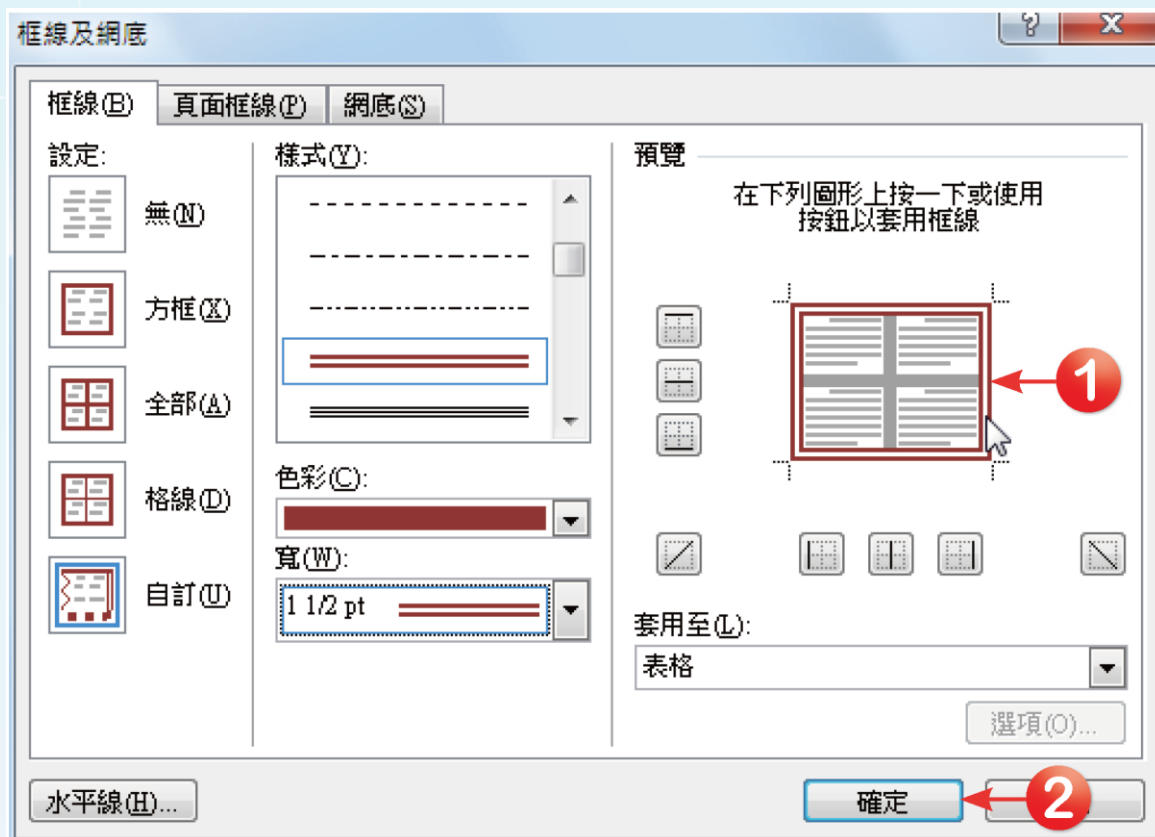 框線及網底
框線(B)
頁面框線(P)
網底(S)
設定:
無(N)
方框(X)
全部(A)
格線(D)
自訂(U)
樣式(Y):
色彩(C):
寬(W):
1 1/2 pt
預覽
在下列圖形上按一下或使用
按鈕以套用框線
1
套用至(L):
表格
選項(O)...
水平線(H)...
確定
2